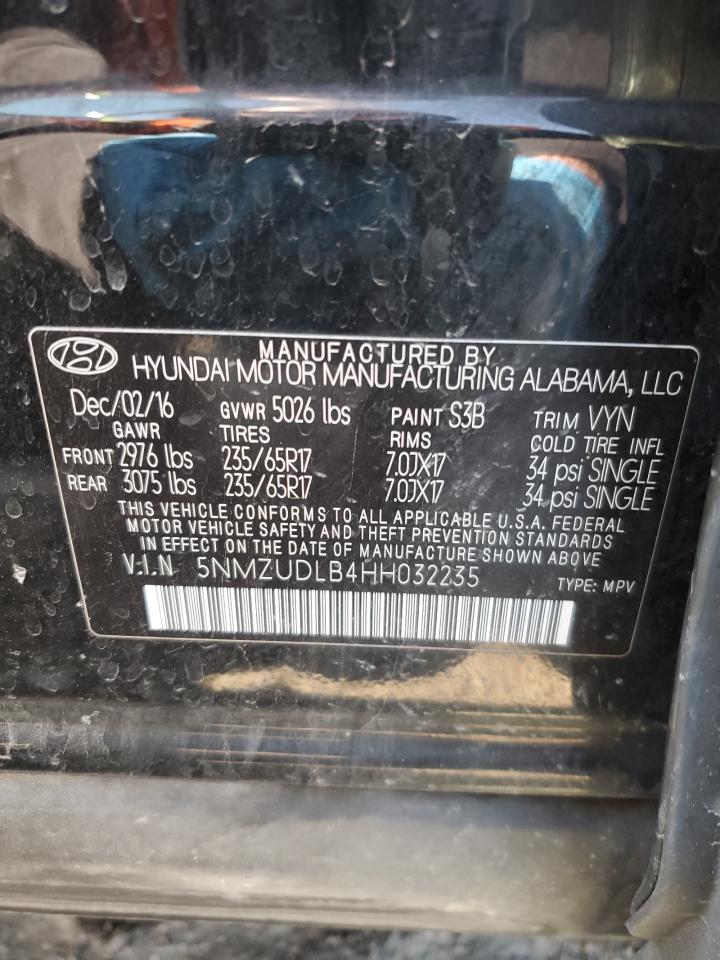 MANUFACTURED BY
HYUNDAI MOTOR MANUFACTURING ALABAMA, LLC
Dec/02/16 GVWR 5026 lbs PAINT S3B TRIM VYN
GAWR TIRES RIMS COLD TIRE INFL
FRONT 2976 lbs 235/65R17 7.0JX17 34 psi SINGLE
REAR 3075 lbs 235/65R17 7.0JX17 34 psi SINGLE
THIS VEHICLE CONFORMS TO ALL APPLICABLE U.S.A. FEDERAL
MOTOR VEHICLE SAFETY AND THEFT PREVENTION STANDARDS
IN EFFECT ON THE DATE OF MANUFACTURE SHOWN ABOVE
V.I.N 5NMZUDLB4HH032235 TYPE: MPV